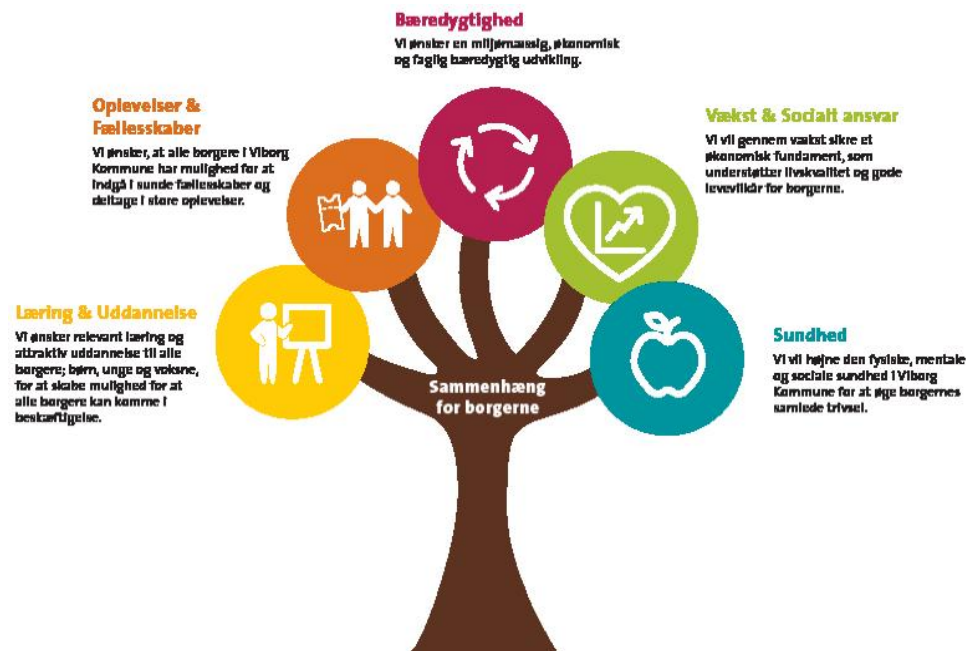 Bæredygtighed
Vi ønsker en miljømæssig, økonomisk
og faglig bæredygtig udvikling.
Oplevelser &
Fællesskaber
Vi ønsker, at alle borgere i Viborg
Kommune har mulighed for at
indgå i sunde fællesskaber og
deltage i store oplevelser.
Vækst & Socialt ansvar
Vi vil gennem vækst sikre et
økonomisk fundament, som
understøtter livskvalitet og gode
levevilkår for borgerne.
Læring & Uddannelse
Vi ønsker relevant læring og
attraktiv uddannelse til alle
borgere; børn, unge og voksne,
for at skabe mulighed for at
alle borgere kan komme i
beskæftigelse.
Sundhed
Vi vil højne den fysiske, mentale
og sociale sundhed i Viborg
Kommune for at øge borgernes
samlede trivsel.
Sammenhæng
for borgerne